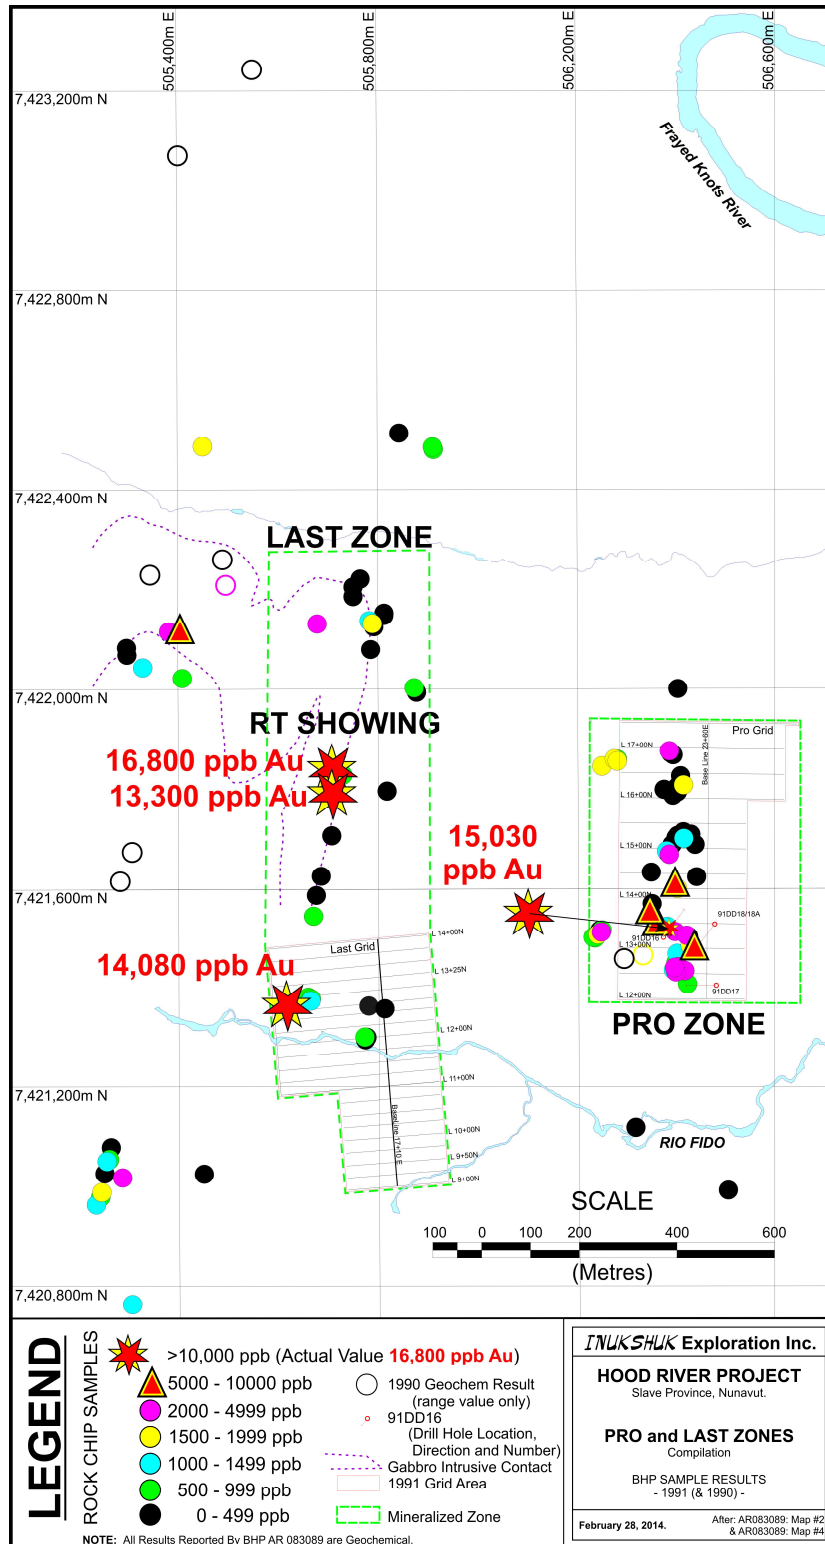 505,400m E
505,800m E
506,200m E
506,600m E
7,423,200m N
Frayed Knots River
7,422,800m N
7,422,400m N
LAST ZONE
7,422,000m N
RT SHOWING
16,800 ppb Au
13,300 ppb Au
Pro Grid
L 17+00N
Base Line 23+60E
L 16+00N
15,030
ppb Au
L 15+00N
7,421,600m N
L 14+00N
91DD18/18A
91DD16
L 13+00N
91DD17
L 12+00N
PRO ZONE
L 14+00N
Last Grid
14,080 ppb Au
L 13+25N
L 12+00N
7,421,200m N
L 11+00N
BaseLine 17+10 E
L 10+00N
L 9+50N
L 9+00N
RIO FIDO
SCALE
100 0 200 400 600
(Metres)
7,420,800m N
LEGEND
ROCK CHIP SAMPLES
>10,000 ppb (Actual Value 16,800 ppb Au)
5000 - 10000 ppb
2000 - 4999 ppb
1500 - 1999 ppb
1000 - 1499 ppb
500 - 999 ppb
0 - 499 ppb
1990 Geochem Result
(range value only)
91DD16
(Drill Hole Location,
Direction and Number)
Gabbro Intrusive Contact
1991 Grid Area
Mineralized Zone
NOTE: All Results Reported By BHP AR 083089 are Geochemical.
INUKSHUK Exploration Inc.
HOOD RIVER PROJECT
Slave Province, Nunavut.
PRO and LAST ZONES
Compilation
BHP SAMPLE RESULTS
- 1991 (& 1990) -
February 28, 2014.
After: AR083089: Map #2
& AR083089: Map #4